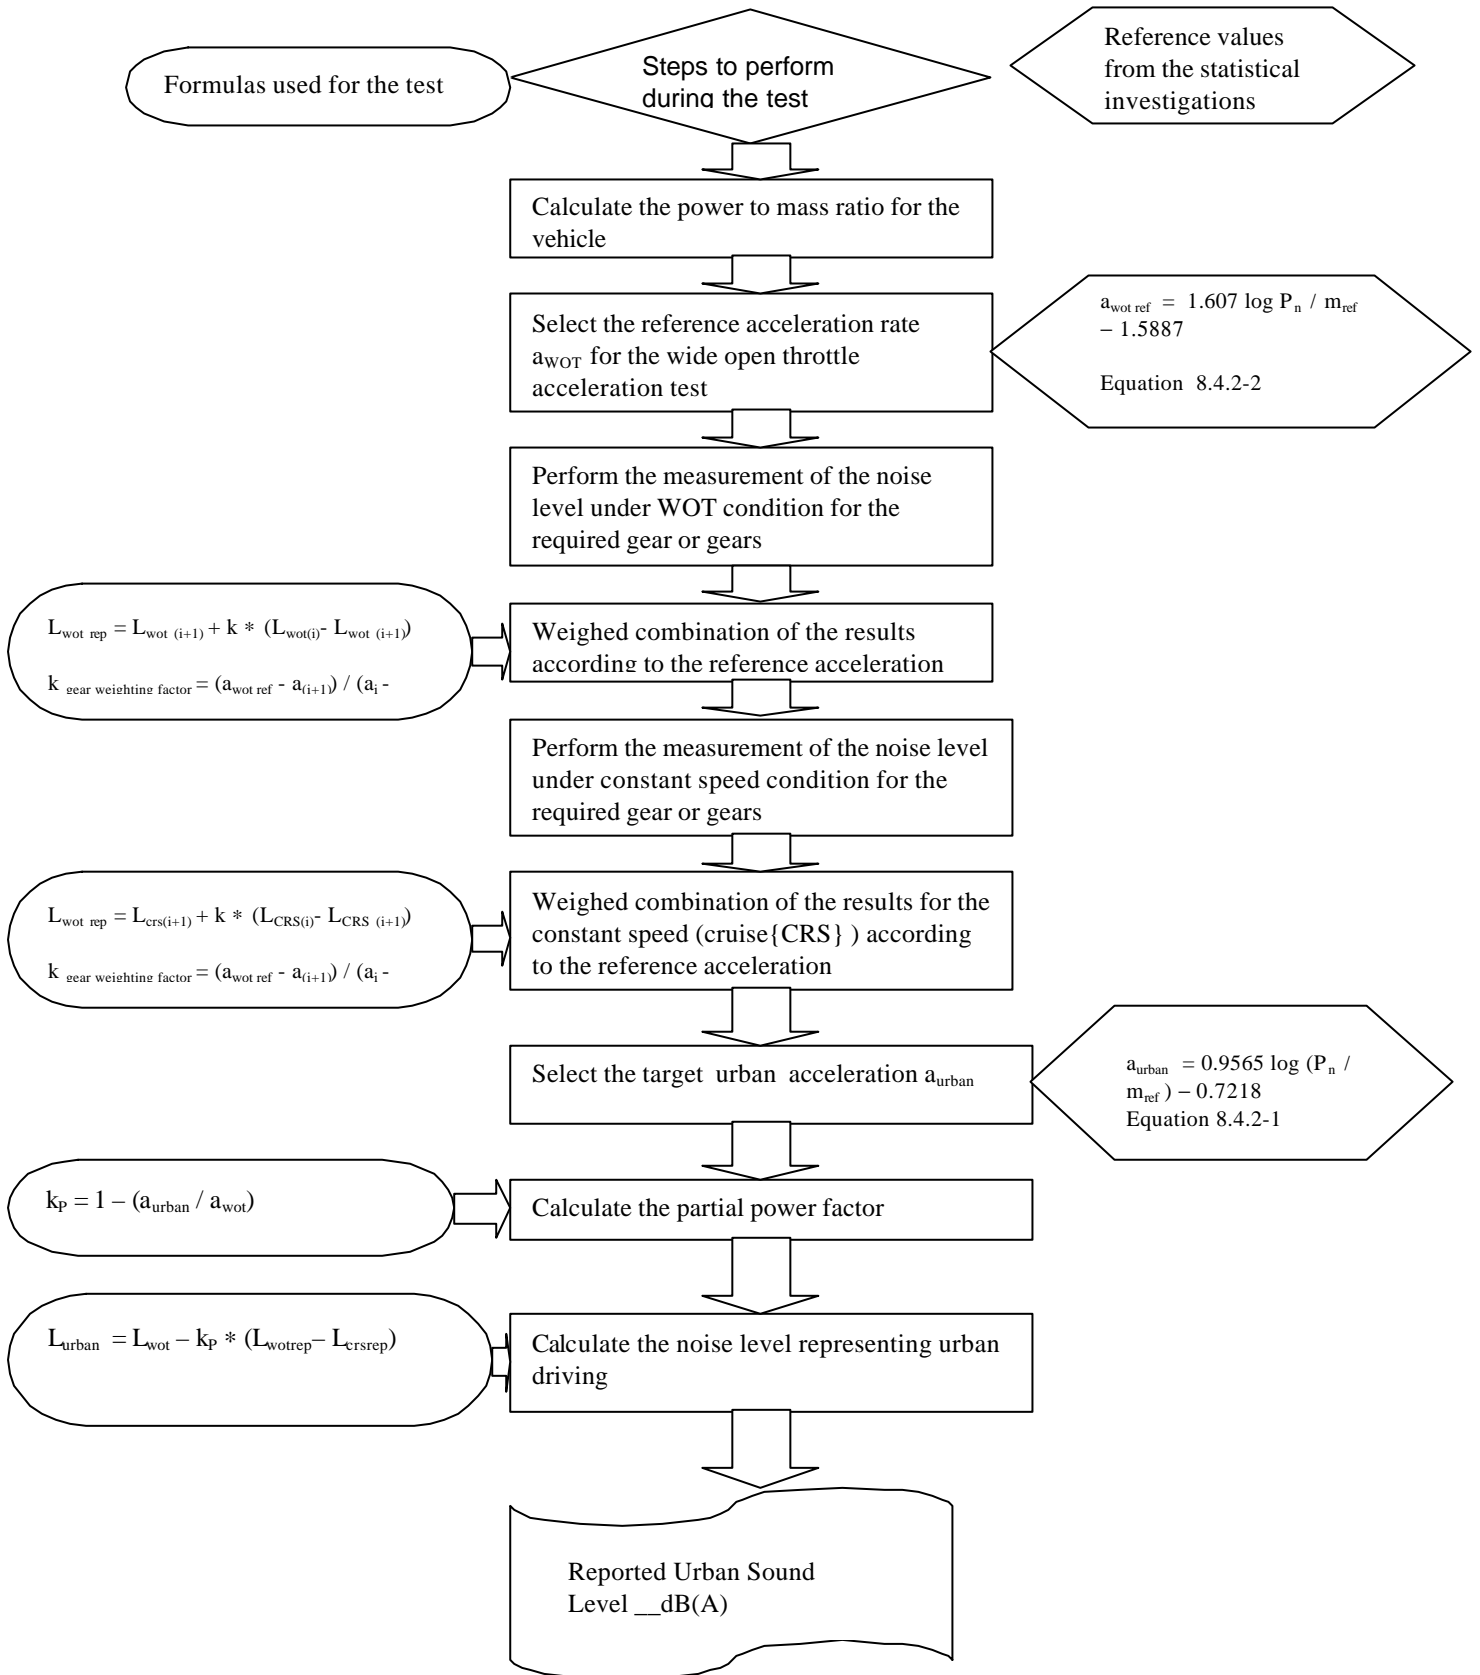 Formulas used for the test
Steps to perform
during the test
Reference values
from the statistical
investigations
Calculate the power to mass ratio for the
vehicle
Select the reference acceleration rate
aWOT for the wide open throttle
acceleration test
a wot ref = 1.607 log Pn / mref
– 1.5887
Equation 8.4.2-2
Perform the measurement of the noise
level under WOT condition for the
required gear or gears
Lwot rep = Lwot (i+1) + k * (Lwot(i)- Lwot (i+1))
k gear weighting factor = (awot ref - a(i+1)) / (ai -
Weighed combination of the results
according to the reference acceleration
Perform the measurement of the noise level
under constant speed condition for the
required gear or gears
Lwot rep = Lcrs(i+1) + k * (LCRS(i)- LCRS (i+1))
k gear weighting factor = (awot ref - a(i+1)) / (ai -
Weighed combination of the results for the
constant speed (cruise{CRS} ) according
to the reference acceleration
Select the target urban acceleration aurban
aurban = 0.9565 log (Pn /
mref ) – 0.7218
Equation 8.4.2-1
kP = 1 – (aurban / awot)
Calculate the partial power factor
Lurban = Lwot – kP * (Lwotrep– Lcrsrep)
Calculate the noise level representing urban
driving
Reported Urban Sound
Level __dB(A)